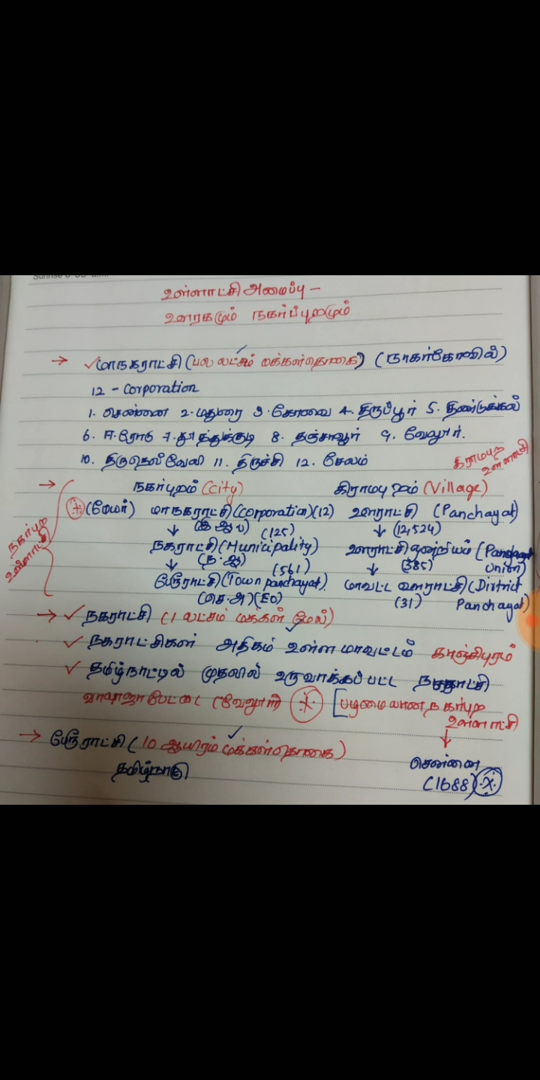 உள்ளாட்சி அமைப்பு –
ஊரகமும் நகர்ப்புறமும்
→ ✓மாநகராட்சி (பல லட்சம் மக்கள்தொகை) (நாகர்கோவில்)
12 – Corporation
1. சென்னை 2. மதுரை 3. கோவை 4. திருப்பூர் 5. திண்டுக்கல்
6. ஈரோடு 7. தூத்துக்குடி 8. தஞ்சாவூர் 9. வேலூர்.
10. திருநெல்வேலி 11. திருச்சி 12. சேலம்
கிராமபுற உள்ளாட்சி
→ நகர்புறம் (City) கிராமபுறம் (Village)
நகர்புற உள்ளாட்சி
(மேயர்) மாநகராட்சி (Corporation) (12) ஊராட்சி (Panchayat)
↓ (இ.ஆ.ப) (125) ↓ (12,524)
நகராட்சி (Municipality) ஊராட்சி ஒன்றியம் (Panchayat Union)
↓ (ந.ஆ) (561) ↓ (385)
பேரூராட்சி (Town panchayat) மாவட்ட ஊராட்சி (District Panchayat)
(செ.அ) (EO) (31)
→ ✓ நகராட்சி (1 லட்சம் மக்கள் மேல்)
✓ நகராட்சிகள் அதிகம் உள்ள மாவட்டம் காஞ்சிபுரம்
✓ தமிழ்நாட்டில் முதலில் உருவாக்கப்பட்ட நகராட்சி
வாலாஜாபேட்டை (வேலூர்) [பழமையான நகர்புற
உள்ளாட்சி
↓
→ பேரூராட்சி (10 ஆயிரம் மக்கள்தொகை) சென்னை
தமிழ்நாடு (1688)